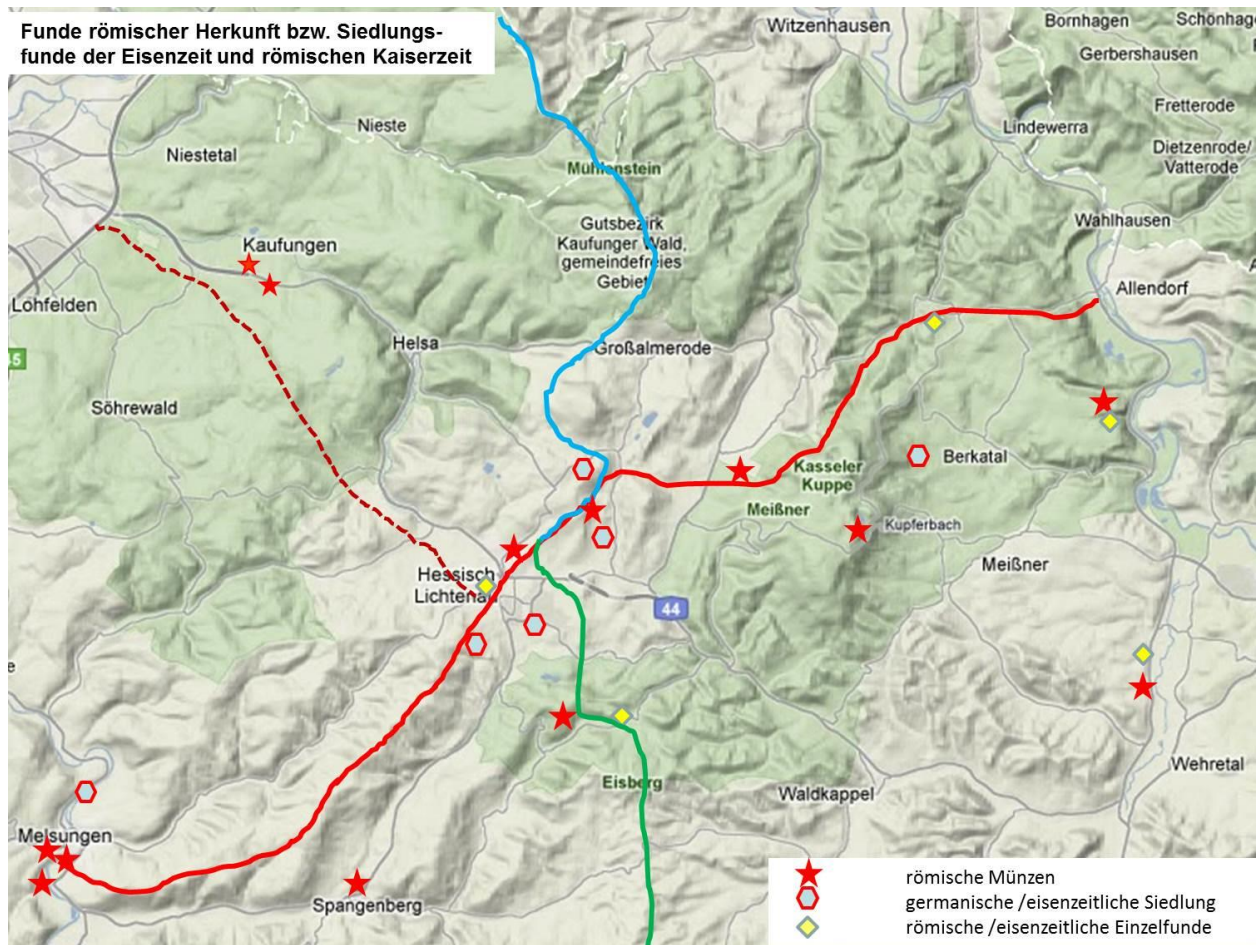 Funde römischer Herkunft bzw. Siedlungs-
funde der Eisenzeit und römischen Kaiserzeit
Witzenhausen
Bornhagen
Schönhage
Gerbershausen
Fretterode
Lindewerra
Dietzenrode/
Vatterode
Nieste
Niestetal
Mühlenstein
Gutsbezirk
Kaufunger Wald,
gemeindefreies
Gebiet
Wahlhausen
Kaufungen
Allendorf
Lohfelden
Helsa
Großalmerode
45
Söhrewald
Kasseler
Kuppe
Berkatal
Meißner
Kupferbach
Meißner
Hessisch
Lichtenau
44
Eisberg
Waldkappel
Wehretal
Melsungen
Spangenberg
römische Münzen
germanische /eisenzeitliche Siedlung
römische /eisenzeitliche Einzelfunde